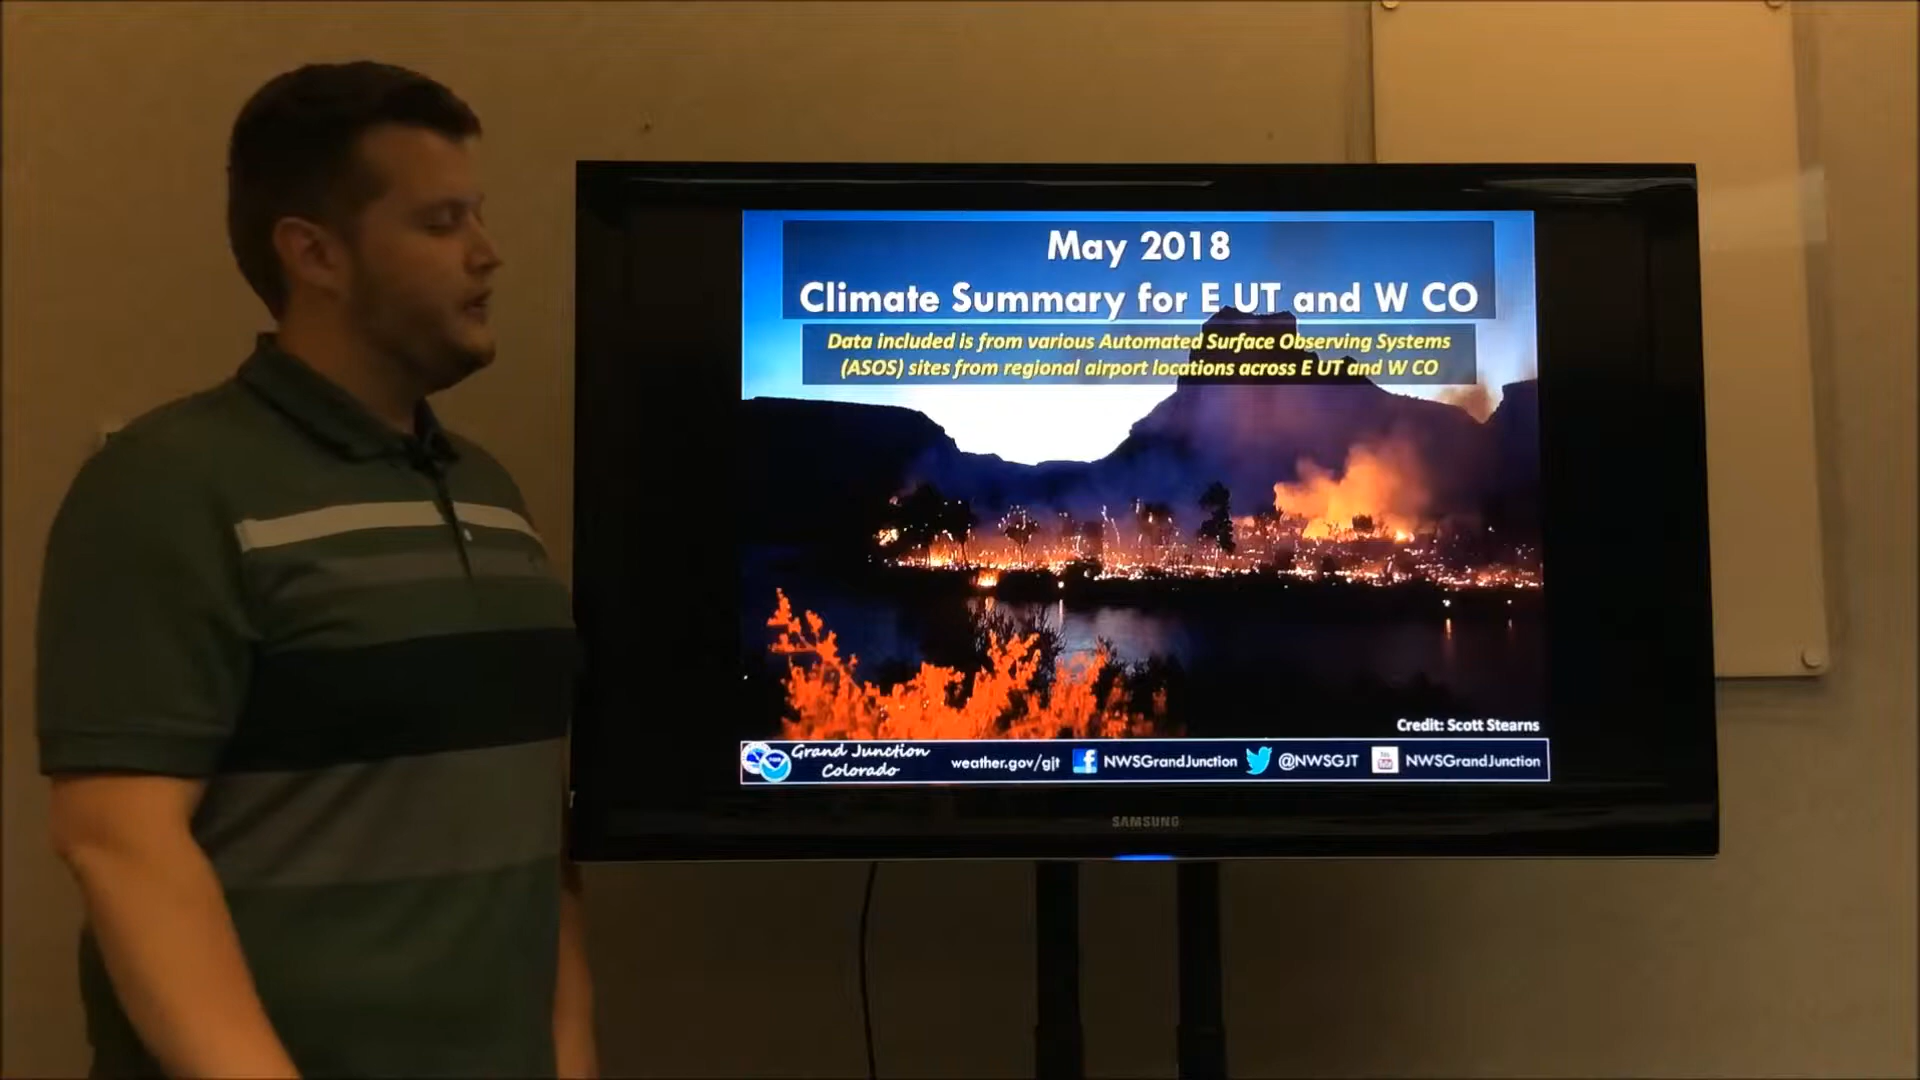 May 2018
Climate Summary for E UT and W CO
Data included is from various Automated Surface Observing Systems
(ASOS) sites from regional airport locations across E UT and W CO
Credit: Scott Stearns
Grand Junction
Colorado
weather.gov/gjt
NWSGrandJunction
@NWSGJT
NWSGrandJunction
SAMSUNG